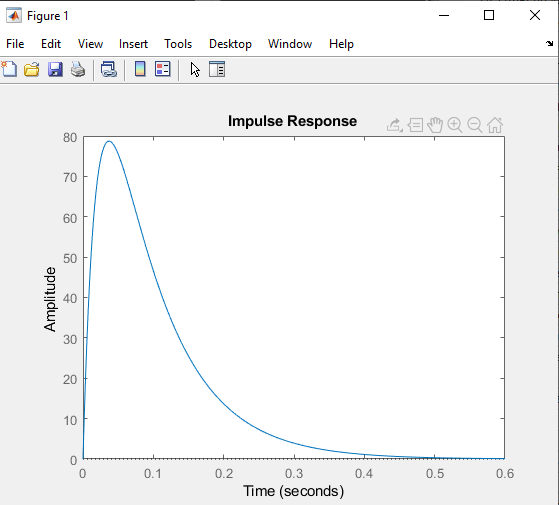 Figure 1
File Edit View Insert Tools Desktop Window Help
Impulse Response
80
70
60
50
40
30
20
10
0
Amplitude
0 0.1 0.2 0.3 0.4 0.5 0.6
Time (seconds)